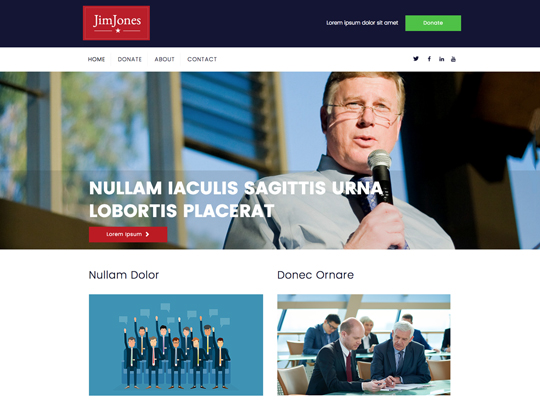 JimJones
Lorem ipsum dolor sit amet
Donate
HOME DONATE ABOUT CONTACT
NULLAM IACULIS SAGITTIS URNA
LOBORTIS PLACERAT
Lorem Ipsum
Nullam Dolor
Donec Ornare